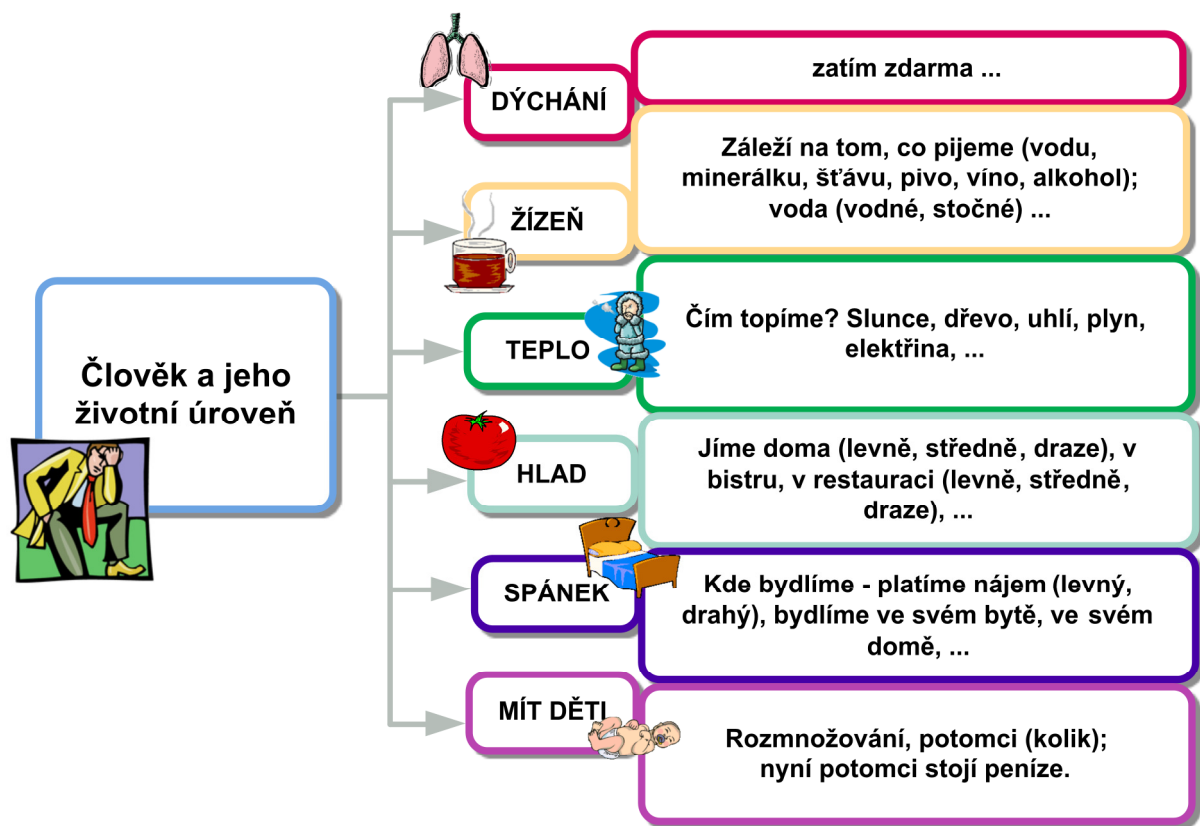 Člověk a jeho
životní úroveň
DÝCHÁNÍ
zatím zdarma ...
ŽÍZEŇ
Záleží na tom, co pijeme (vodu,
minerálku, šťávu, pivo, víno, alkohol);
voda (vodné, stočné) ...
TEPLO
Čím topíme? Slunce, dřevo, uhlí, plyn,
elektřina, ...
HLAD
Jíme doma (levně, středně, draze), v
bistru, v restauraci (levně, středně,
draze), ...
SPÁNEK
Kde bydlíme - platíme nájem (levný,
drahý), bydlíme ve svém bytě, ve svém
domě, ...
MÍT DĚTI
Rozmnožování, potomci (kolik);
nyní potomci stojí peníze.